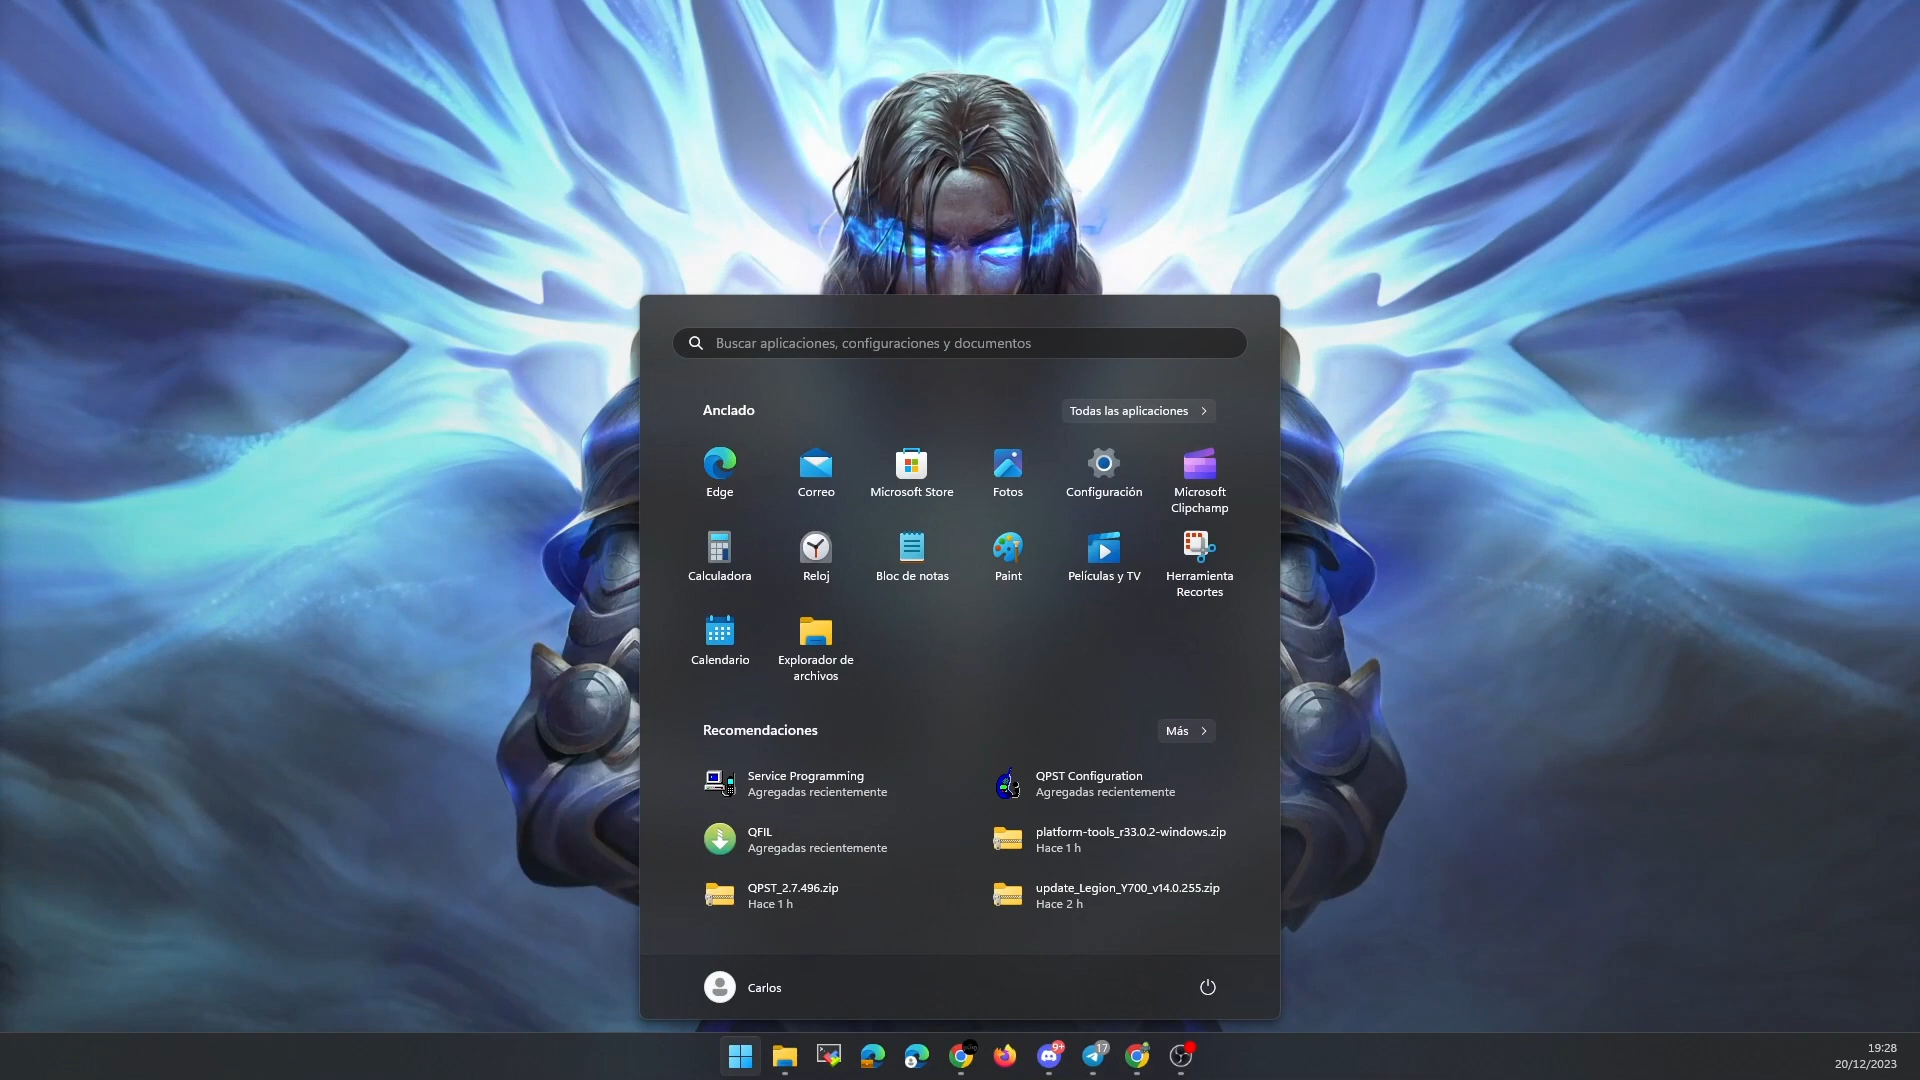 Buscar aplicaciones, configuraciones y documentos
Anclado
Todas las aplicaciones
Edge
Correo
Microsoft Store
Fotos
Configuración
Microsoft
Clipchamp
Calculadora
Reloj
Bloc de notas
Paint
Películas y TV
Herramienta
Recortes
Calendario
Explorador de
archivos
Recomendaciones
Más
Service Programming
Agregadas recientemente
QPST Configuration
Agregadas recientemente
QFIL
Agregadas recientemente
platform-tools_r33.0.2-windows.zip
Hace 1 h
QPST_2.7.496.zip
Hace 1 h
update_Legion_Y700_v14.0.255.zip
Hace 2 h
Carlos
9+
17
19:28
20/12/2023